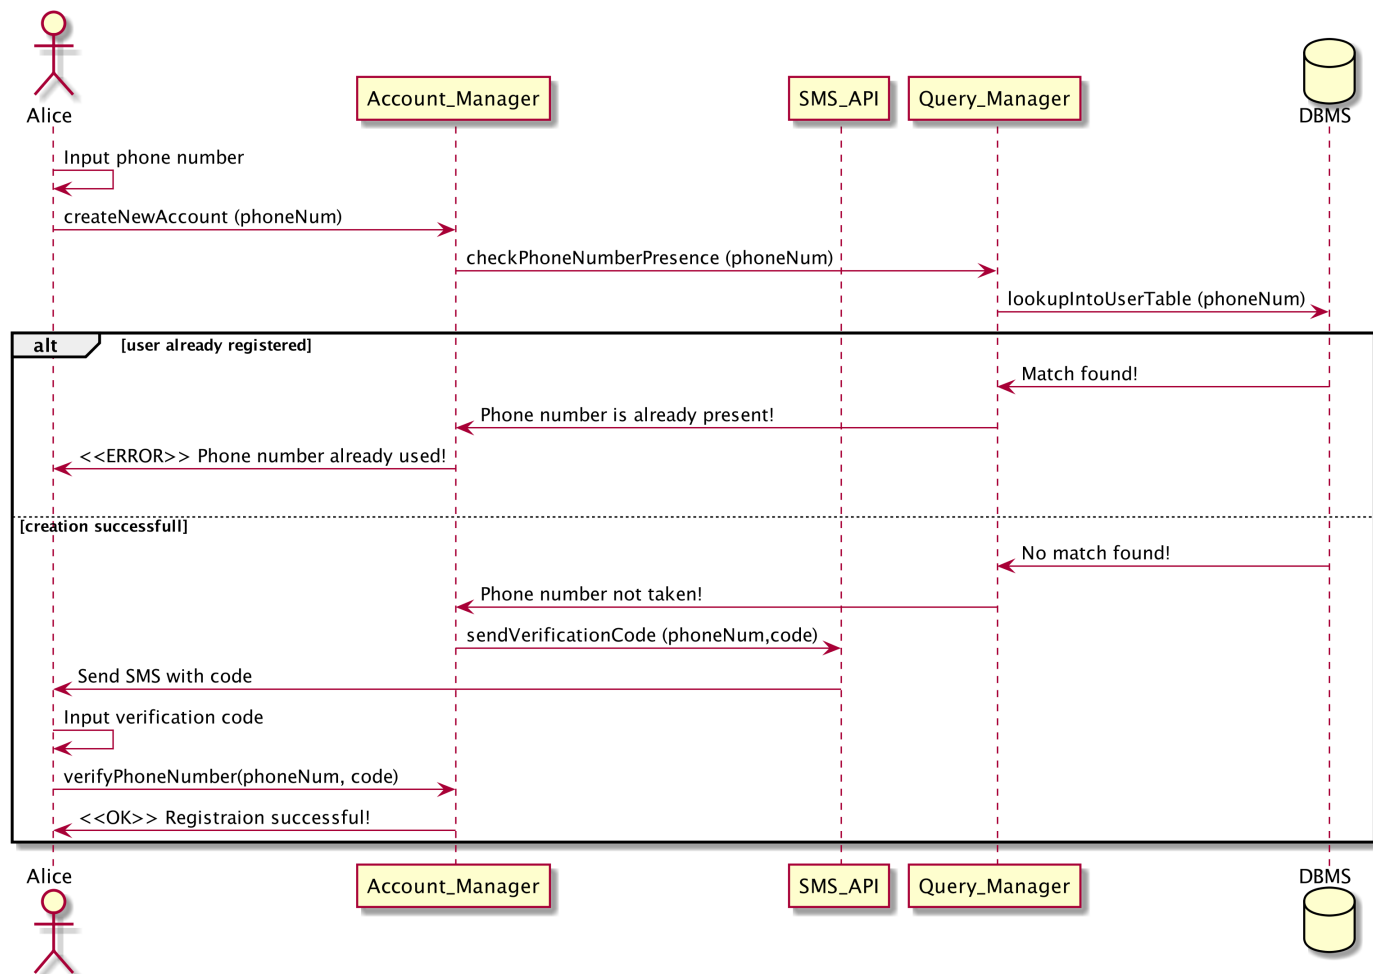 Alice
Account_Manager
SMS_API
Query_Manager
DBMS
Input phone number
createNewAccount (phoneNum)
checkPhoneNumberPresence (phoneNum)
lookupIntoUserTable (phoneNum)
alt [user already registered]
Match found!
Phone number is already present!
<<ERROR>> Phone number already used!
[creation successfull]
No match found!
Phone number not taken!
sendVerificationCode (phoneNum,code)
Send SMS with code
Input verification code
verifyPhoneNumber(phoneNum, code)
<<OK>> Registraion successful!
Alice
Account_Manager
SMS_API
Query_Manager
DBMS